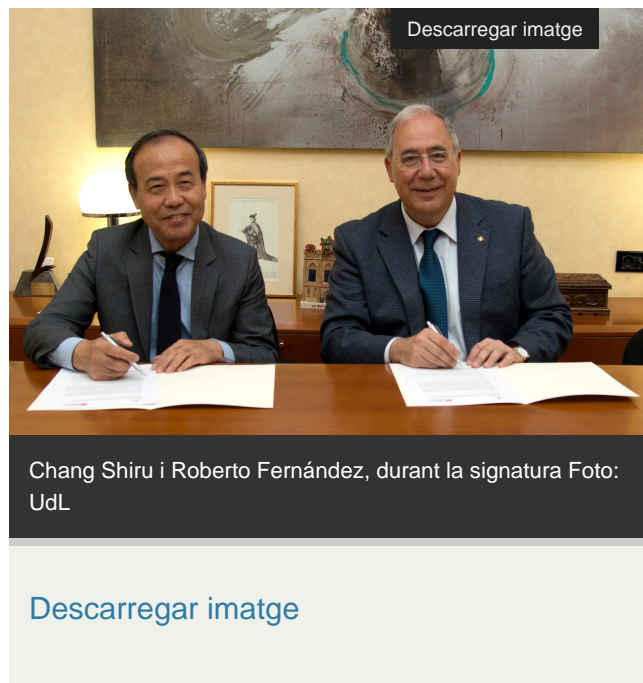 Descarregar imatge
Chang Shiru i Roberto Fernández, durant la signatura Foto:
UdL
Descarregar imatge